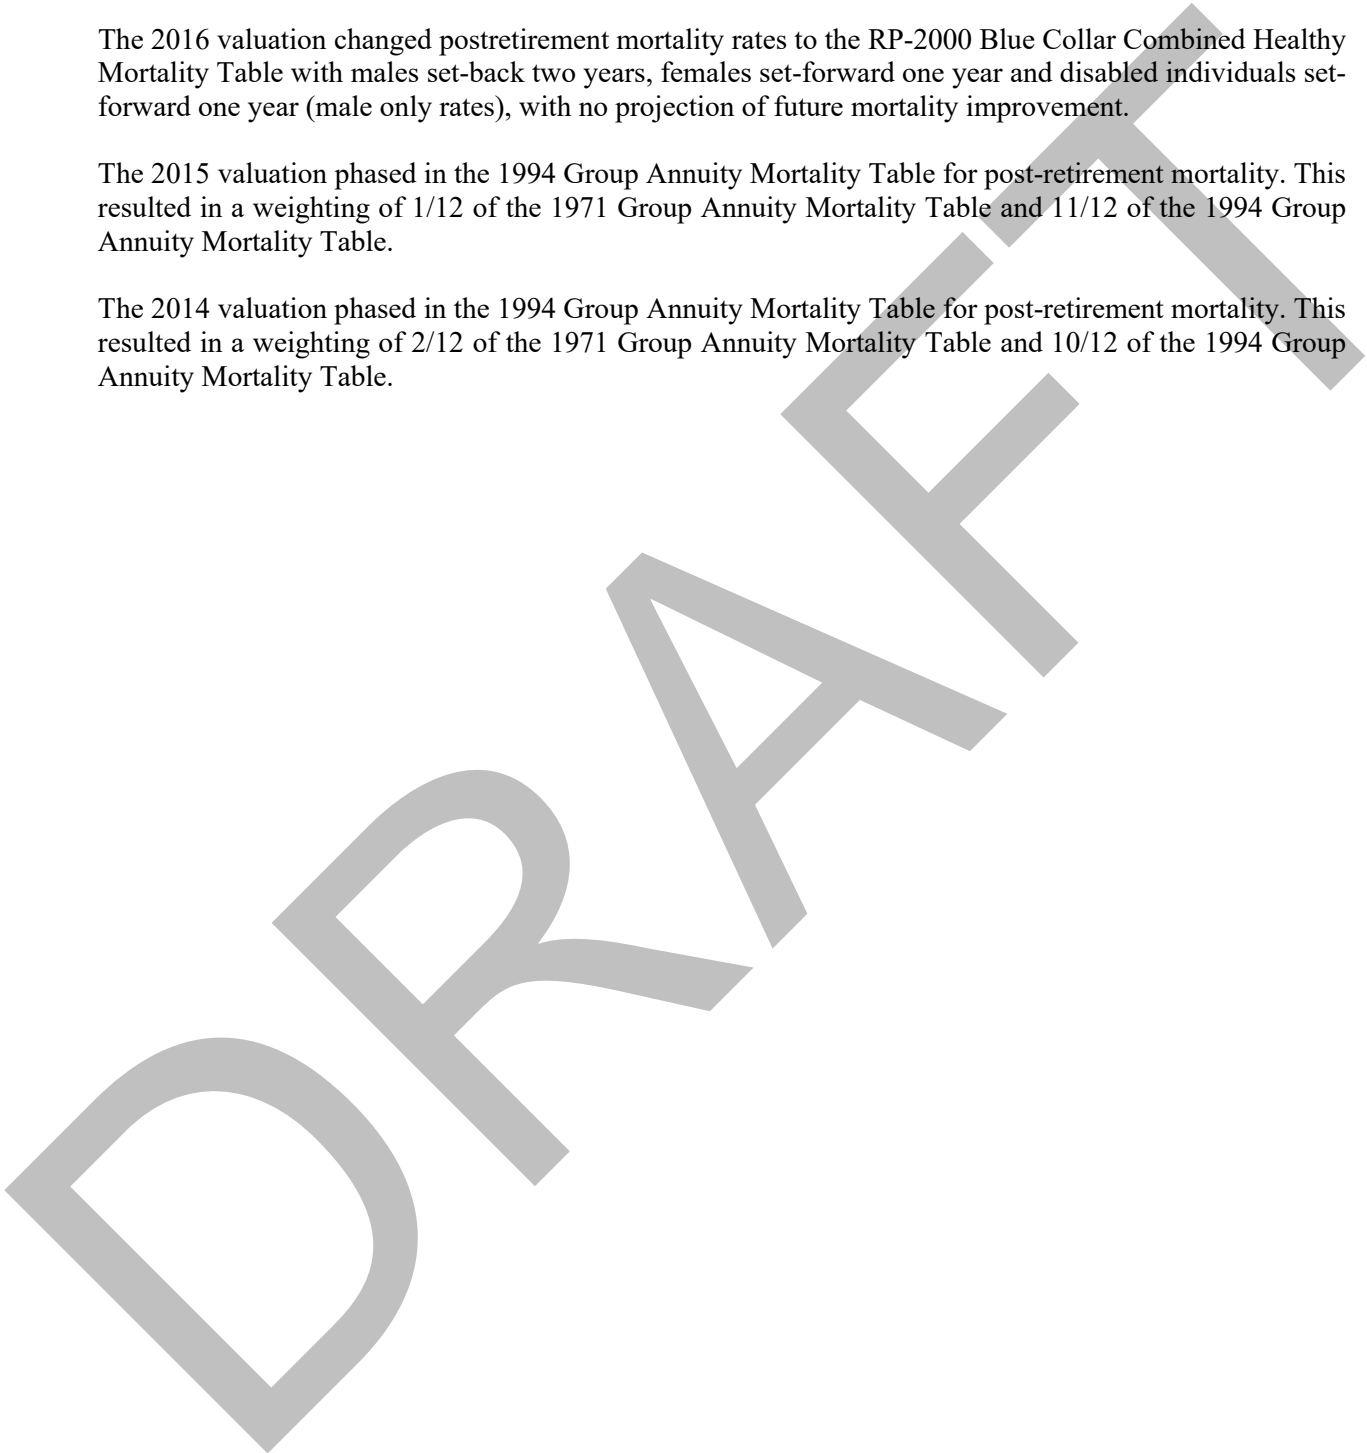 The 2016 valuation changed postretirement mortality rates to the RP-2000 Blue Collar Combined Healthy
Mortality Table with males set-back two years, females set-forward one year and disabled individuals set-
forward one year (male only rates), with no projection of future mortality improvement.
The 2015 valuation phased in the 1994 Group Annuity Mortality Table for post-retirement mortality. This
resulted in a weighting of 1/12 of the 1971 Group Annuity Mortality Table and 11/12 of the 1994 Group
Annuity Mortality Table.
The 2014 valuation phased in the 1994 Group Annuity Mortality Table for post-retirement mortality. This
resulted in a weighting of 2/12 of the 1971 Group Annuity Mortality Table and 10/12 of the 1994 Group
Annuity Mortality Table.
DRAFT